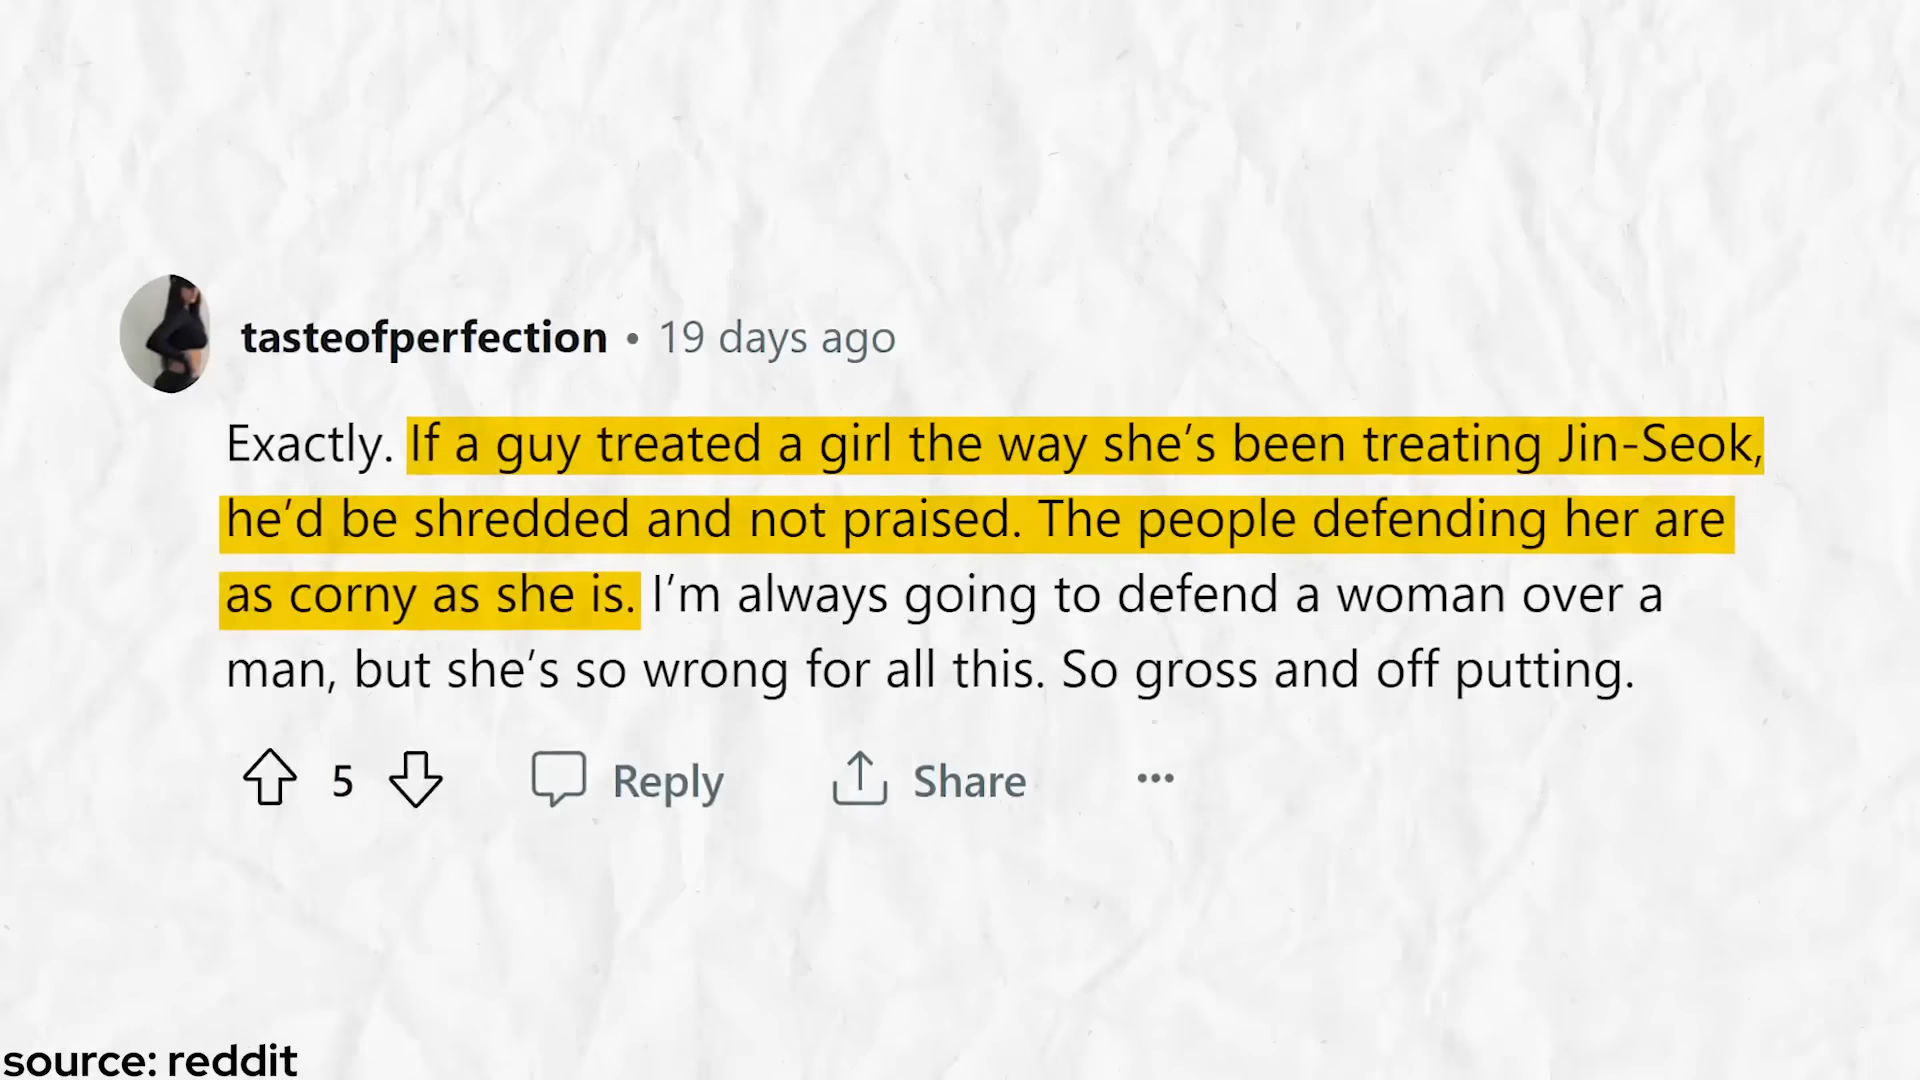 tasteofperfection • 19 days ago
Exactly. If a guy treated a girl the way she’s been treating Jin-Seok,
he’d be shredded and not praised. The people defending her are
as corny as she is. I’m always going to defend a woman over a
man, but she’s so wrong for all this. So gross and off putting.
5 Reply Share ···
source: reddit